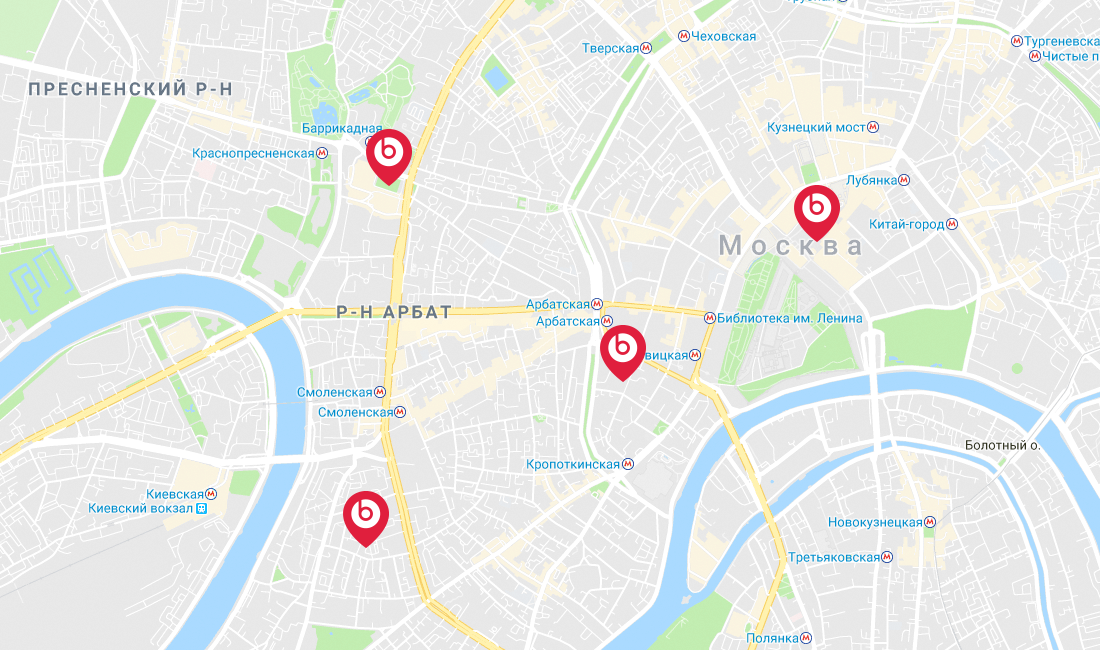 Чеховская
Тверская
Тургеневска
Чистые п
ПРЕСНЕНСКИЙ Р-Н
Баррикадная
Кузнецкий мост
Краснопресненская
Лубянка
Китай-город
Москва
Арбатская
Р-Н АРБАТ
Арбатская
Библиотека им. Ленина
вицкая
Смоленская
Смоленская
Болотный о.
Кропоткинская
Киевская
Киевский вокзал
Новокузнецкая
Третьяковская
Полянка